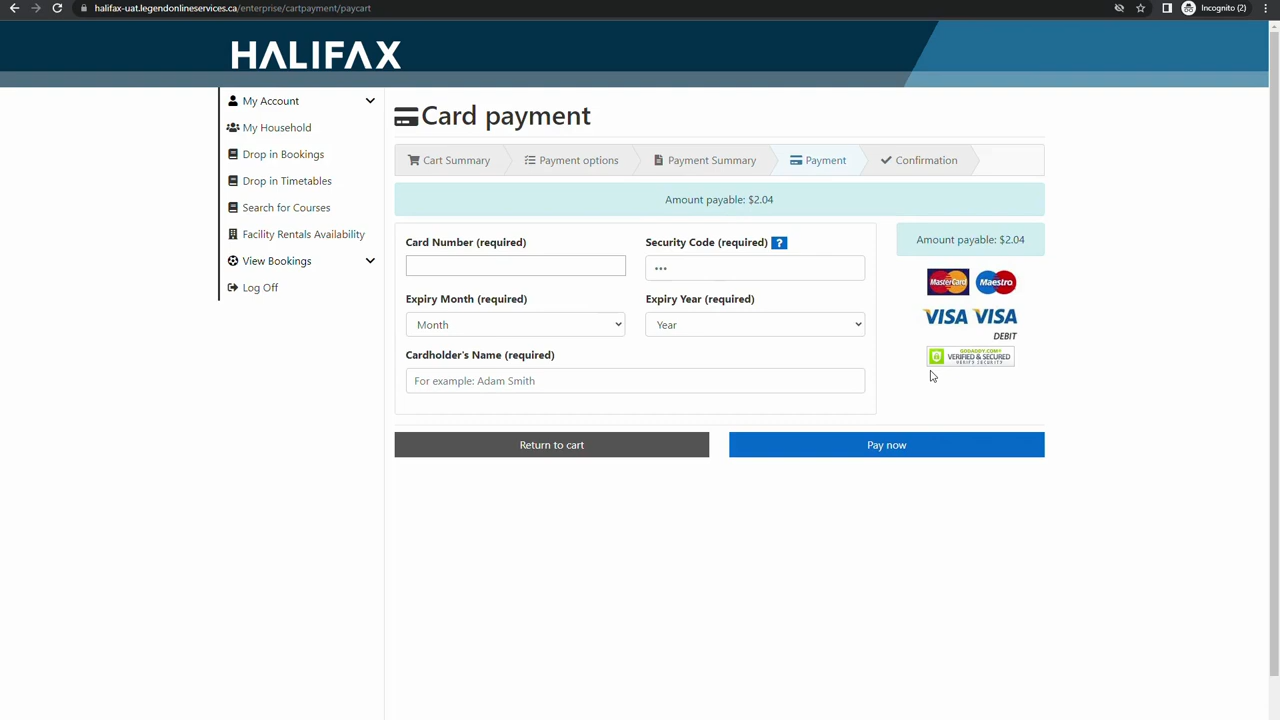 halifax-uat.legendonlineservices.ca/enterprise/cartpayment/paycart
Incognito (2)
HALIFAX
My Account
My Household
Drop in Bookings
Drop in Timetables
Search for Courses
Facility Rentals Availability
View Bookings
Log Off
Card payment
Cart Summary
Payment options
Payment Summary
Payment
Confirmation
Amount payable: $2.04
Card Number (required)
Security Code (required) ?
•••
Expiry Month (required)
Expiry Year (required)
Month
Year
Cardholder's Name (required)
For example: Adam Smith
Amount payable: $2.04
MasterCard
Maestro
VISA VISA
DEBIT
GODADDY.COM®
VERIFIED & SECURED
VERIFY SECURITY
Return to cart
Pay now